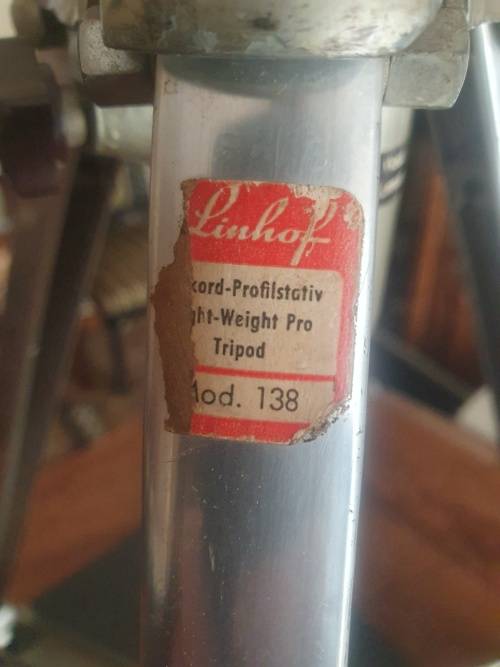 Linhof
cord-Profilstativ
ght-Weight Pro
Tripod
Mod. 138